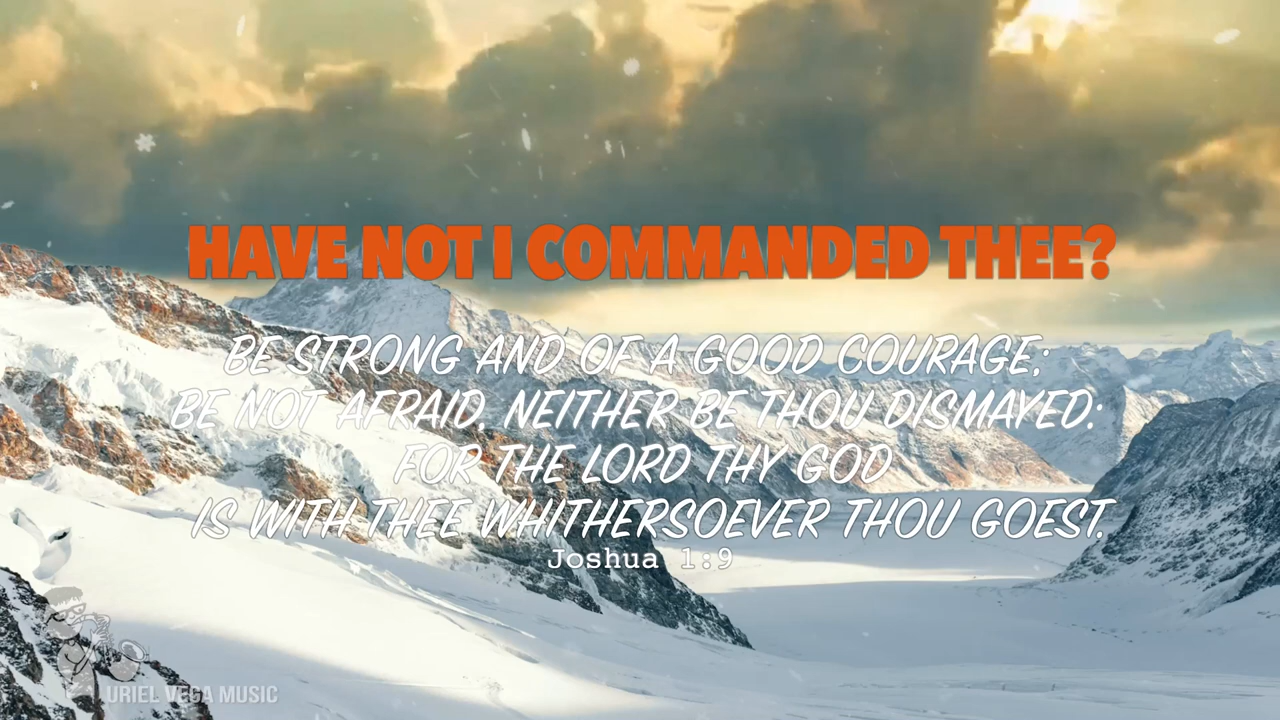 HAVE NOT I COMMANDED THEE?
BE STRONG AND OF A GOOD COURAGE;
BE NOT AFRAID, NEITHER BE THOU DISMAYED:
FOR THE LORD THY GOD
IS WITH THEE WHITHERSOEVER THOU GOEST.
Joshua 1:9
URIEL VEGA MUSIC